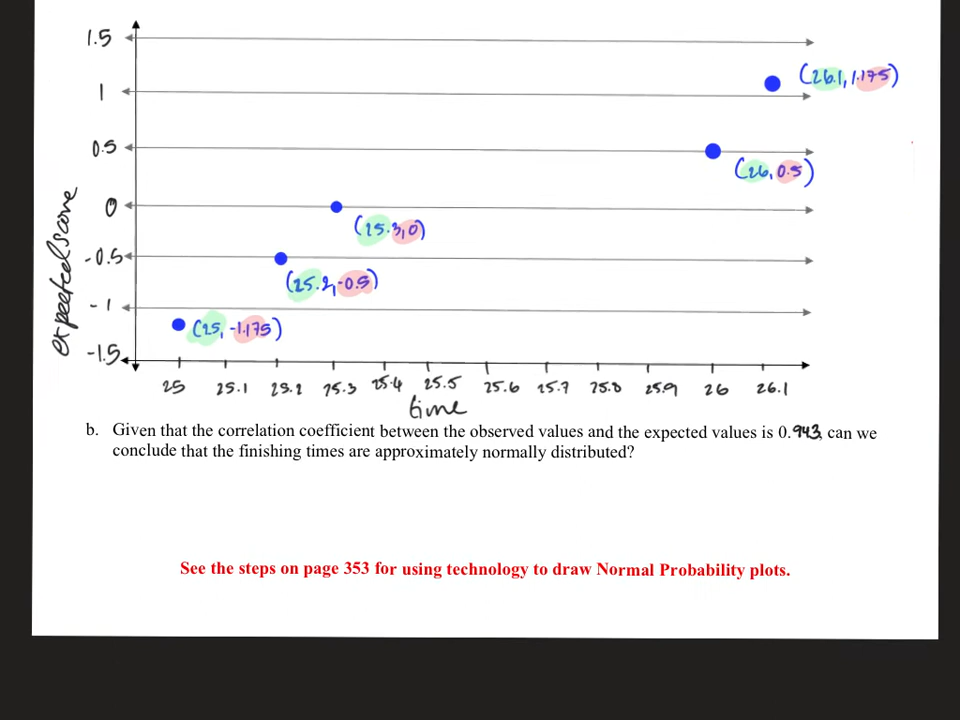 1.5
(26.1, 1.175)
1
0.5
(26, 0.5)
0
(25.3, 0)
-0.5
(25.2, -0.5)
-1
(25, -1.175)
-1.5
expected score
25 25.1 25.2 25.3 25.4 25.5 25.6 25.7 25.8 25.9 26 26.1
time
b. Given that the correlation coefficient between the observed values and the expected values is 0.943, can we
conclude that the finishing times are approximately normally distributed?
See the steps on page 353 for using technology to draw Normal Probability plots.